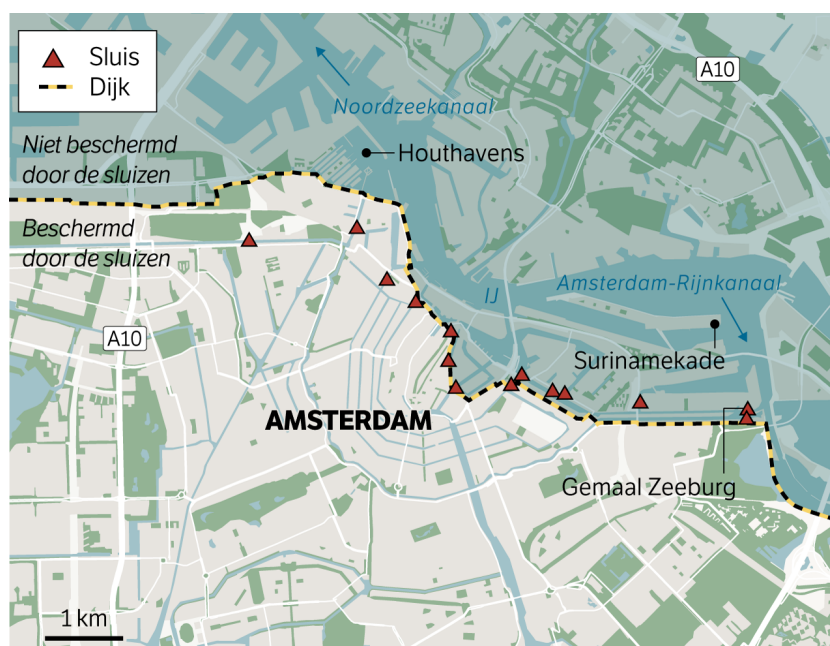 Sluis
Dijk
A10
Noordzeekanaal
Niet beschermd
door de sluizen
Houthavens
Beschermd
door de sluizen
IJ
Amsterdam-Rijnkanaal
A10
Surinamekade
AMSTERDAM
Gemaal Zeeburg
1 km